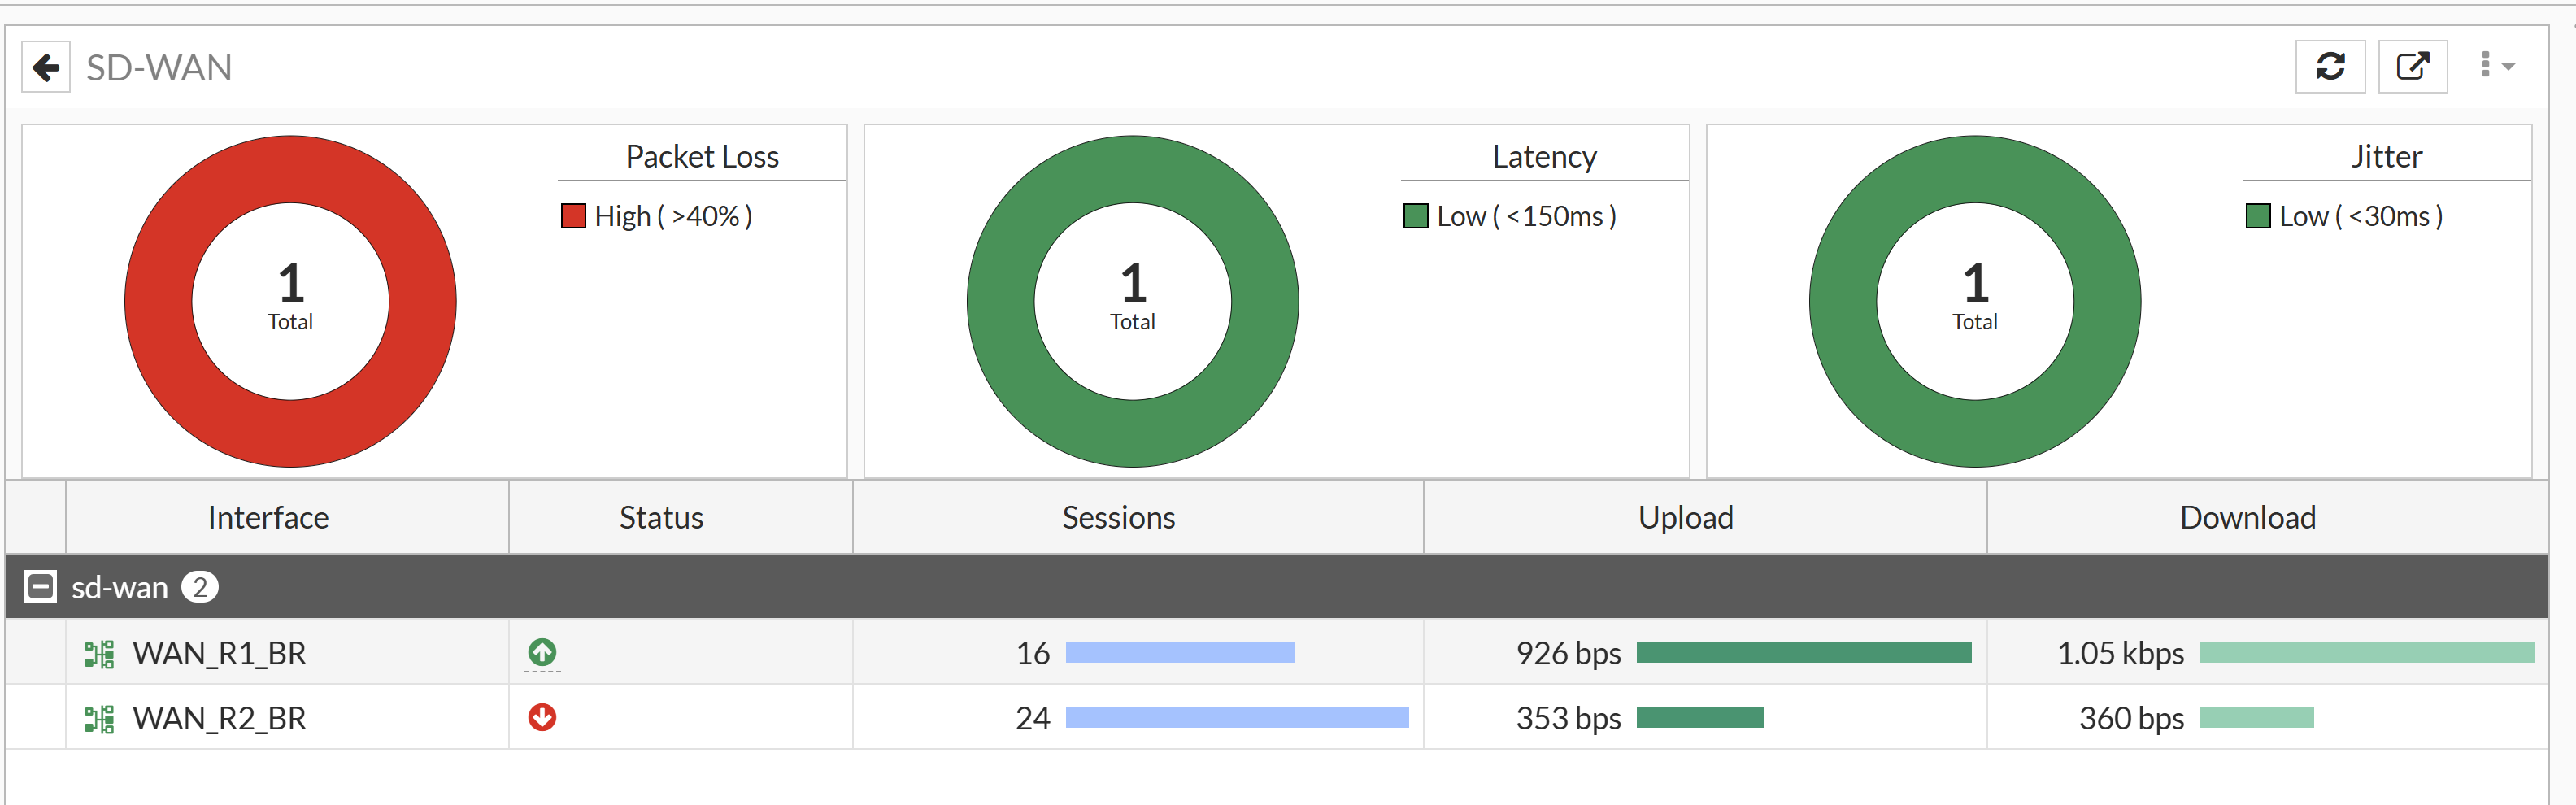 SD-WAN
Packet Loss
High ( >40% )
1
Total
Latency
Low ( <150ms )
1
Total
Jitter
Low ( <30ms )
1
Total
Interface Status Sessions Upload Download
sd-wan 2
WAN_R1_BR 16 926 bps 1.05 kbps
WAN_R2_BR 24 353 bps 360 bps